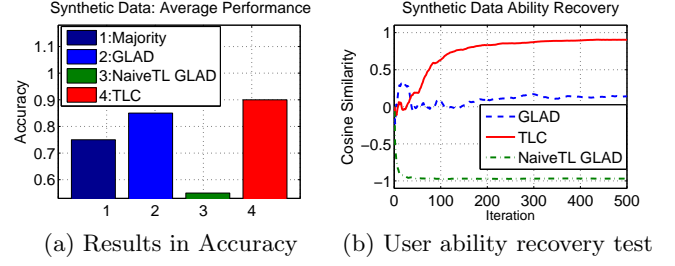 Synthetic Data: Average Performance
Accuracy
1.1
1
0.9
0.8
0.7
0.6
1:Majority
2:GLAD
3:NaiveTL GLAD
4:TLC
1 2 3 4
(a) Results in Accuracy
Synthetic Data Ability Recovery
Cosine Similarity
1
0.5
0
−0.5
−1
GLAD
TLC
NaiveTL GLAD
0 100 200 300 400 500
Iteration
(b) User ability recovery test